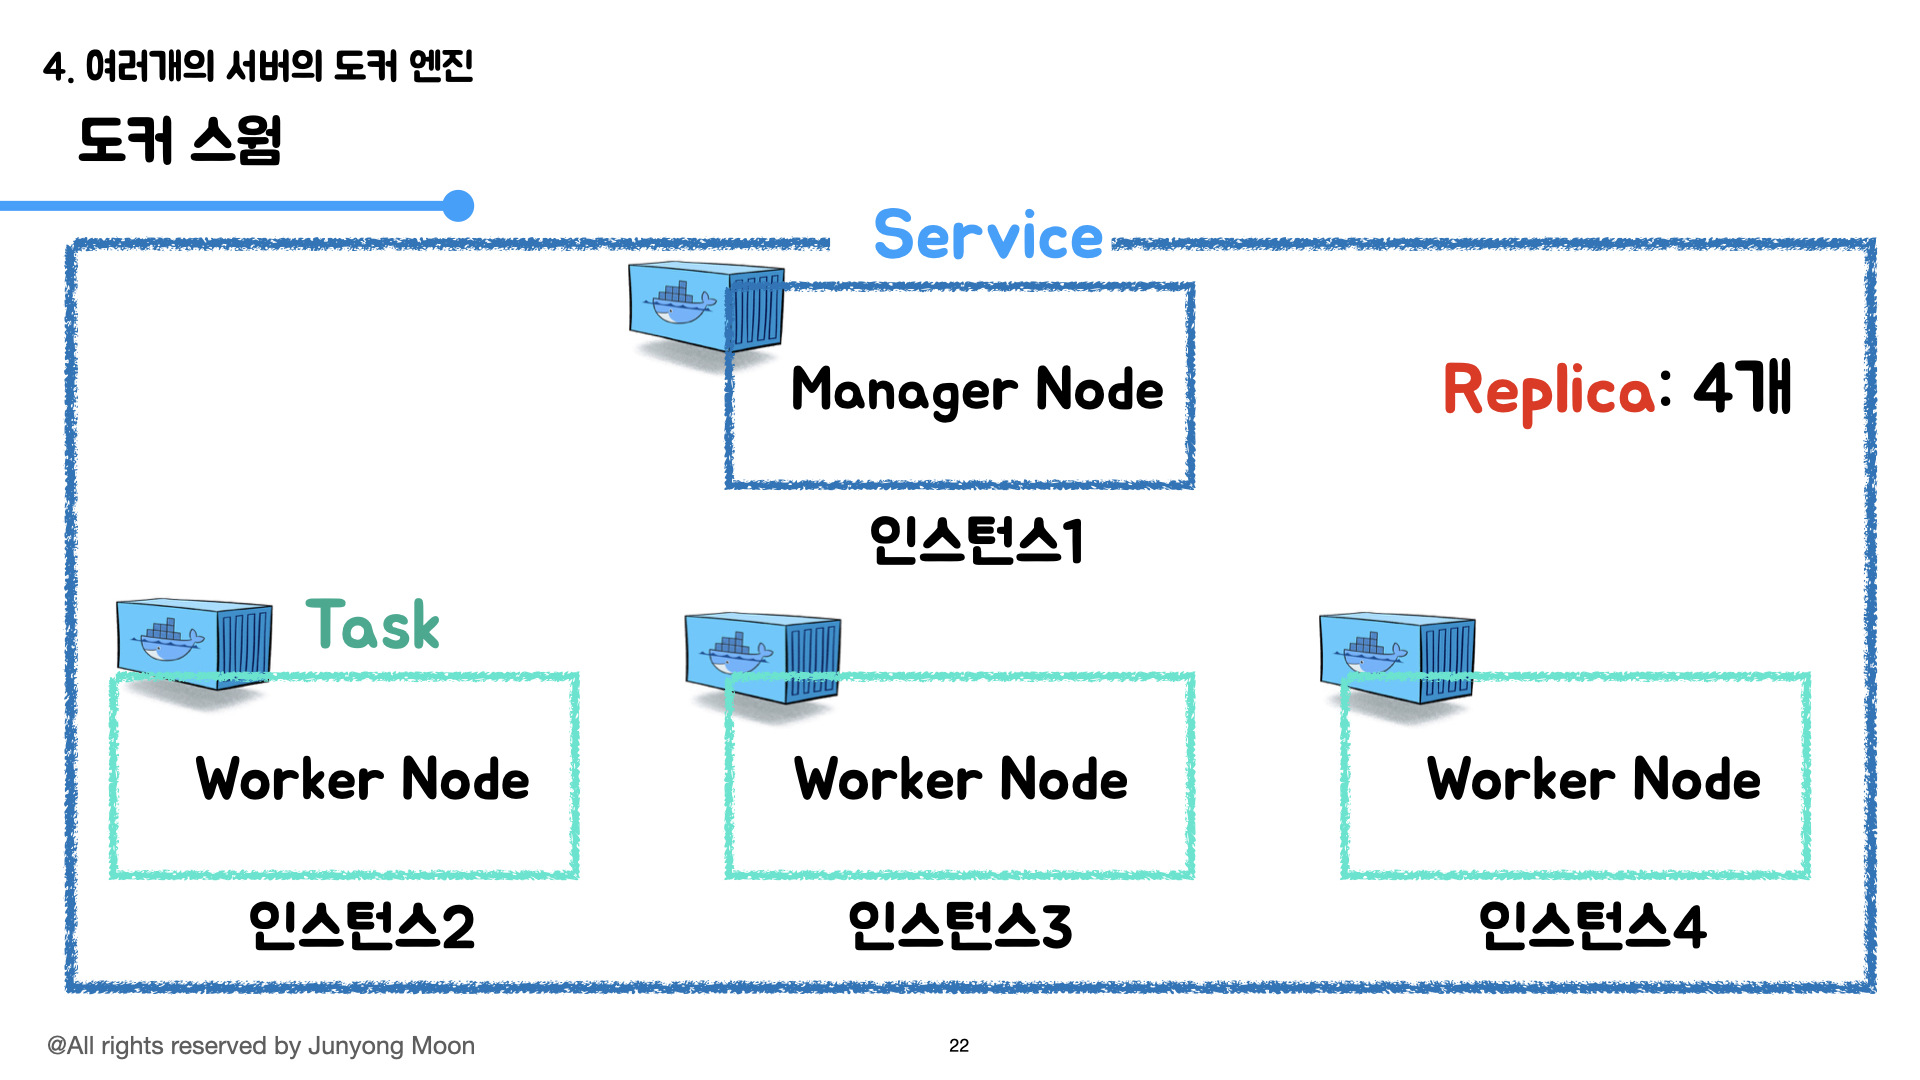 4. 여러개의 서버의 도커 엔진
도커 스웜
Service
Manager Node
Replica: 4개
인스턴스1
Task
Worker Node
Worker Node
Worker Node
인스턴스2
인스턴스3
인스턴스4
@All rights reserved by Junyong Moon
22